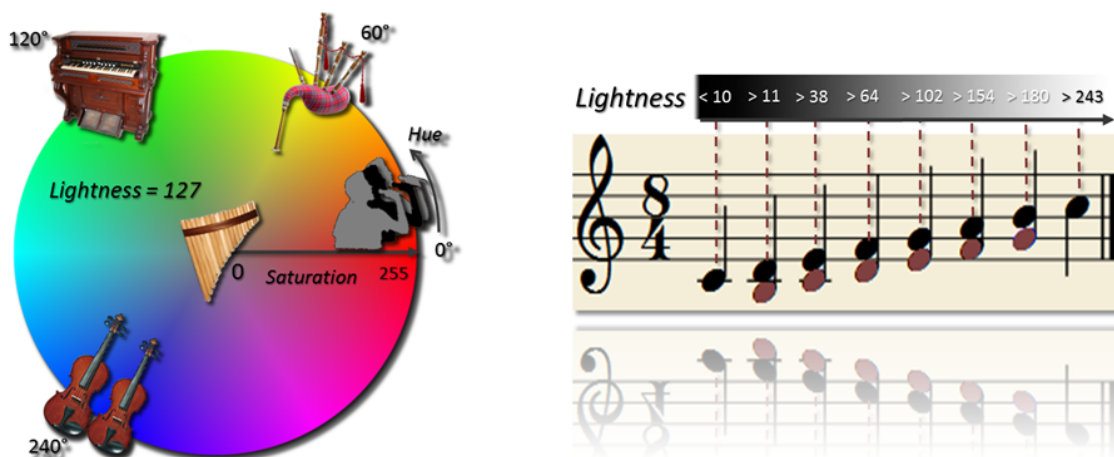 120°
60°
Hue
Lightness = 127
0°
0
Saturation
255
240°
Lightness
< 10 > 11 > 38 > 64 > 102 > 154 > 180 > 243
8
4